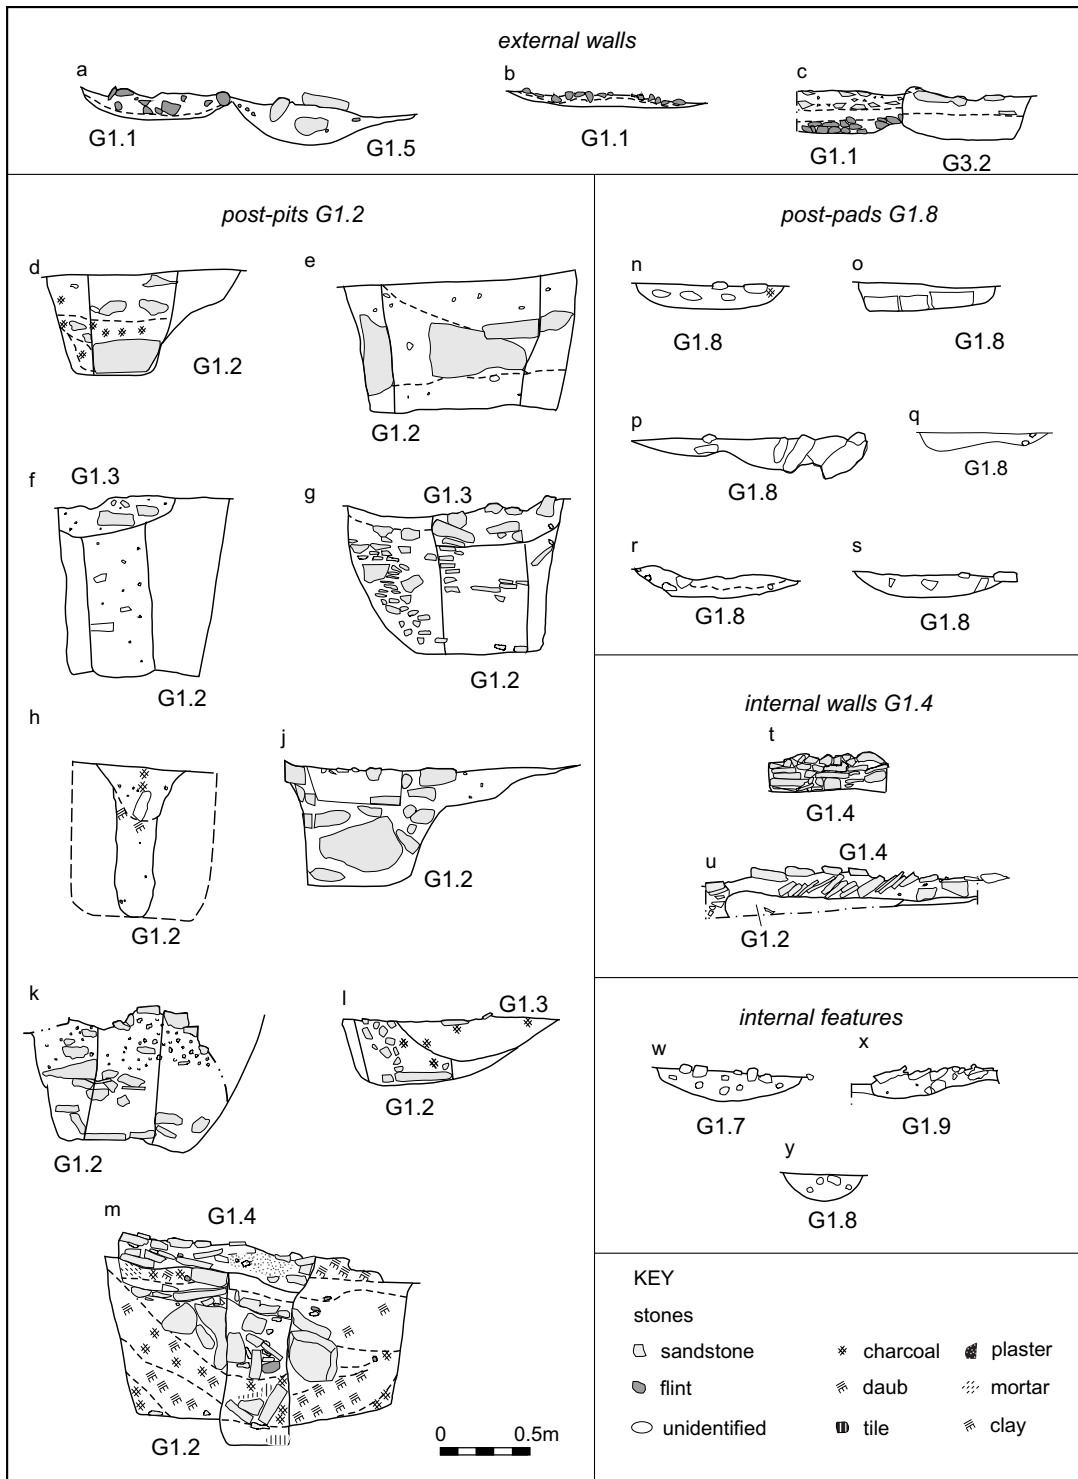 external walls
a
b
c
G1.1
G1.5
G1.1
G1.1
G3.2
post-pits G1.2
d
e
G1.2
G1.2
f
G1.3
g
G1.3
G1.2
G1.2
h
j
G1.2
G1.2
k
l
G1.3
G1.2
G1.2
m
G1.4
G1.2
0
0.5m
post-pads G1.8
n
o
G1.8
G1.8
p
q
G1.8
G1.8
r
s
G1.8
G1.8
internal walls G1.4
t
G1.4
u
G1.4
G1.2
internal features
w
x
G1.7
G1.9
y
G1.8
KEY
stones
sandstone
charcoal
plaster
flint
daub
mortar
unidentified
tile
clay